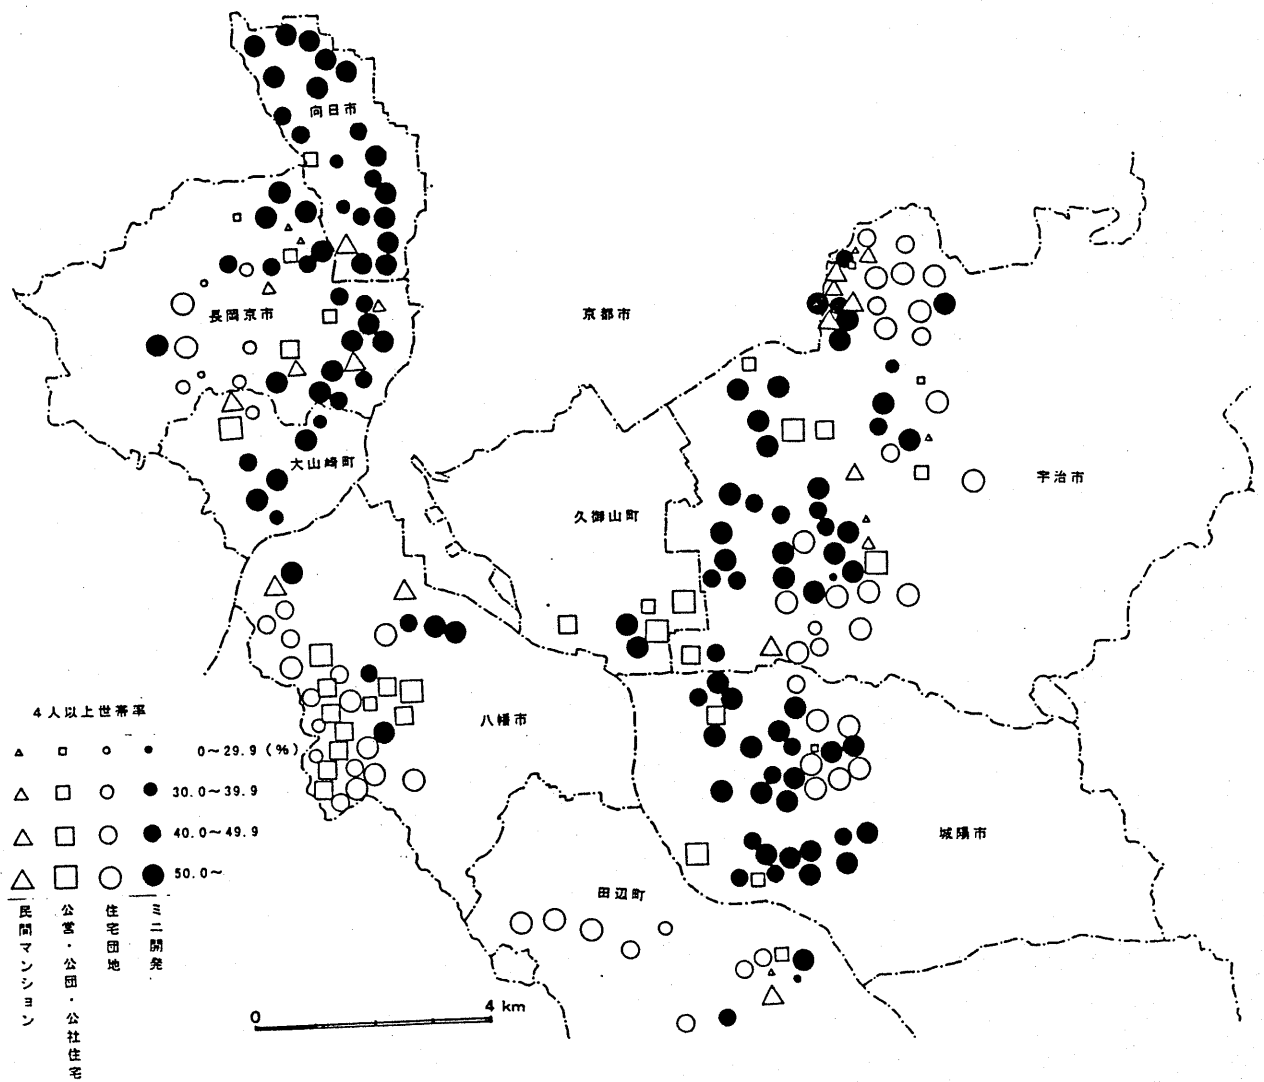 向日市
長岡京市
京都市
大山崎町
宇治市
久御山町
八幡市
4人以上世帯率
0〜29.9(%)
30.0〜39.9
40.0〜49.9
50.0〜
民間マンション
公営・公団・公社住宅
住宅団地
ミニ開発
城陽市
田辺町
0
4 km